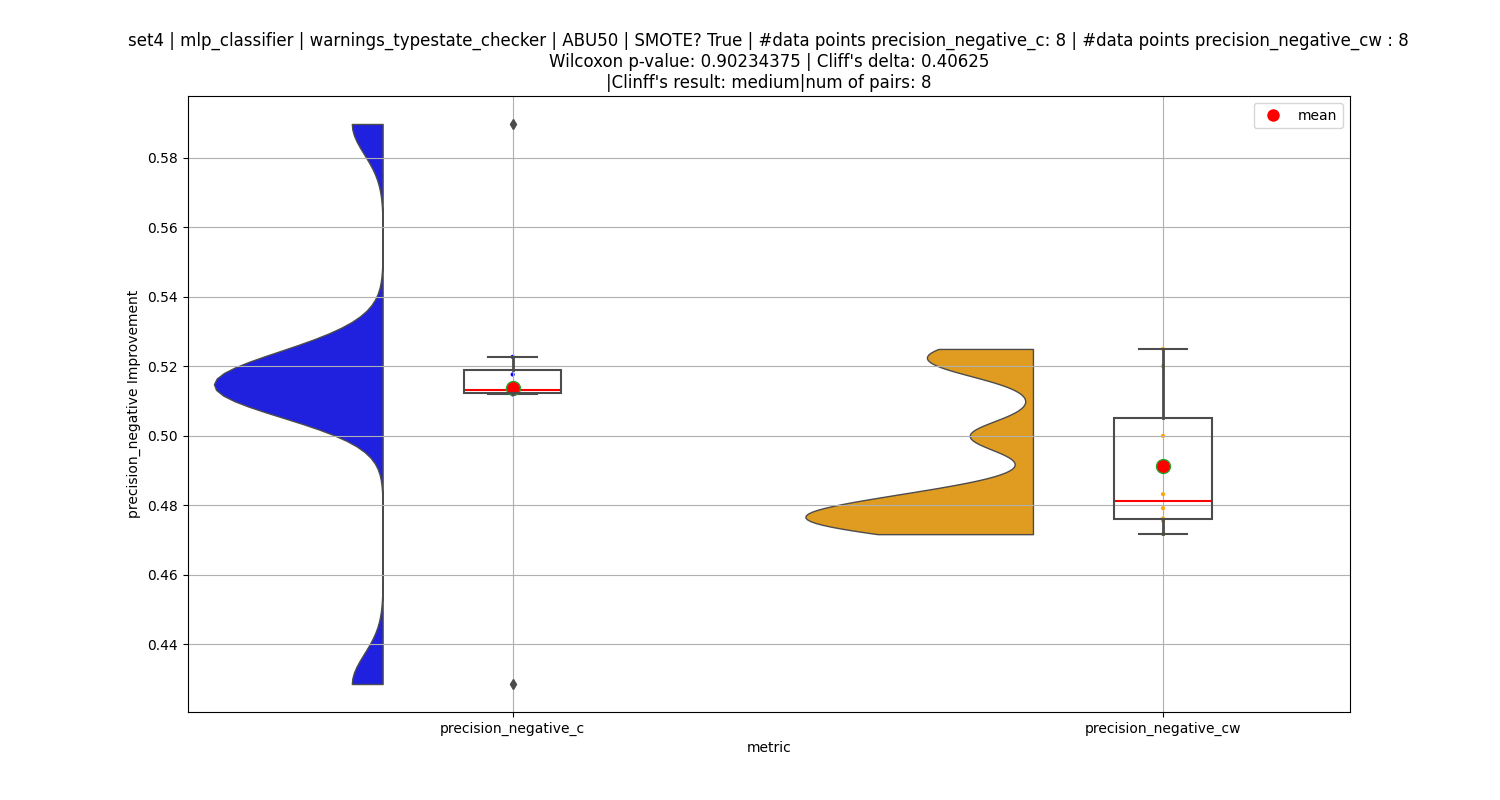 set4 | mlp_classifier | warnings_typestate_checker | ABU50 | SMOTE? True | #data points precision_negative_c: 8 | #data points precision_negative_cw : 8
Wilcoxon p-value: 0.90234375 | Cliff's delta: 0.40625
|Clinff's result: medium|num of pairs: 8
mean
0.58
0.56
0.54
0.52
0.50
0.48
0.46
0.44
precision_negative Improvement
precision_negative_c
precision_negative_cw
metric